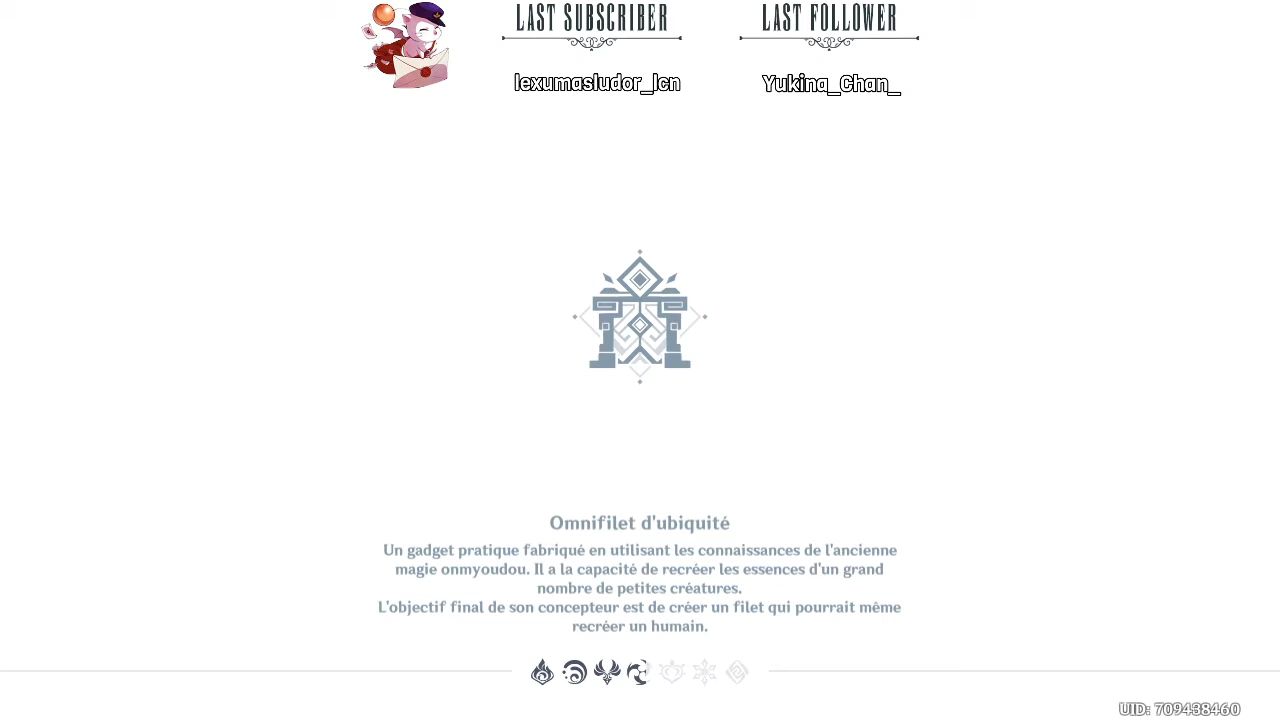 LAST SUBSCRIBER
LAST FOLLOWER
lexumasludor_lcn
Yukina_Chan_
Omnifilet d'ubiquité
Un gadget pratique fabriqué en utilisant les connaissances de l'ancienne
magie onmyoudou. Il a la capacité de recréer les essences d'un grand
nombre de petites créatures.
L'objectif final de son concepteur est de créer un filet qui pourrait même
recréer un humain.
UID: 709438460